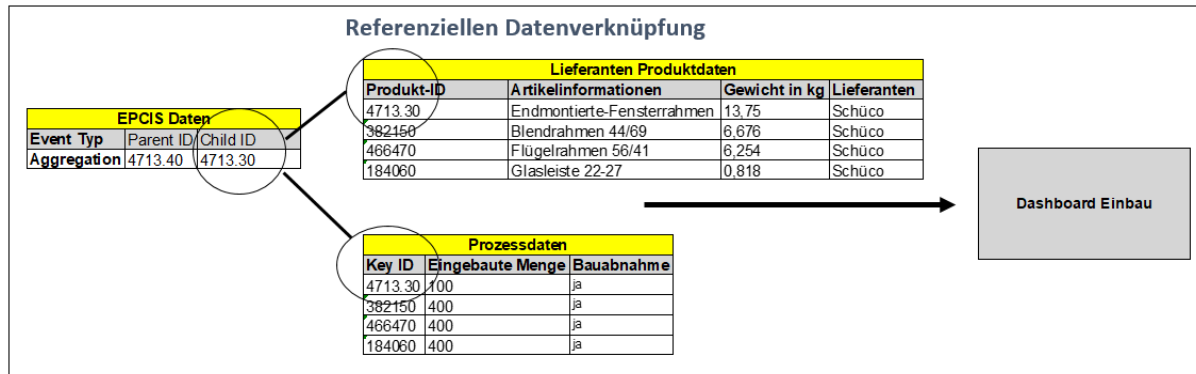 Referenziellen Datenverknüpfung
Lieferanten Produktdaten
Produkt-ID Artikelinformationen Gewicht in kg Lieferanten
4713.30 Endmontierte-Fensterrahmen 13,75 Schüco
382150 Blendrahmen 44/69 6,676 Schüco
466470 Flügelrahmen 56/41 6,254 Schüco
184060 Glasleiste 22-27 0,818 Schüco
EPCIS Daten
Event Typ Parent ID Child ID
Aggregation 4713.40 4713.30
Dashboard Einbau
Prozessdaten
Key ID Eingebaute Menge Bauabnahme
4713.30 100 ja
382150 400 ja
466470 400 ja
184060 400 ja